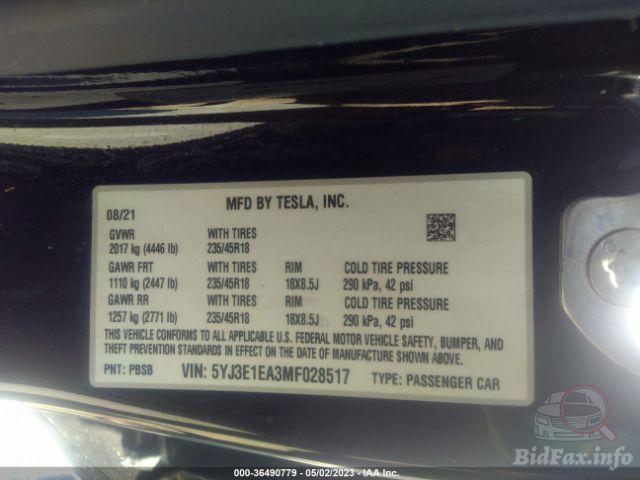 08/21 MFD BY TESLA, INC.
GVWR WITH TIRES
2017 kg (4446 lb) 235/45R18
GAWR FRT WITH TIRES RIM COLD TIRE PRESSURE
1110 kg (2447 lb) 235/45R18 18X8.5J 290 kPa, 42 psi
GAWR RR WITH TIRES RIM COLD TIRE PRESSURE
1257 kg (2771 lb) 235/45R18 18X8.5J 290 kPa, 42 psi
THIS VEHICLE CONFORMS TO ALL APPLICABLE U.S. FEDERAL MOTOR VEHICLE SAFETY, BUMPER, AND
THEFT PREVENTION STANDARDS IN EFFECT ON THE DATE OF MANUFACTURE SHOWN ABOVE.
PNT: PBSB VIN: 5YJ3E1EA3MF028517 TYPE: PASSENGER CAR
BidFax.info
000-36490779 - 05/02/2023 - IAA Inc.